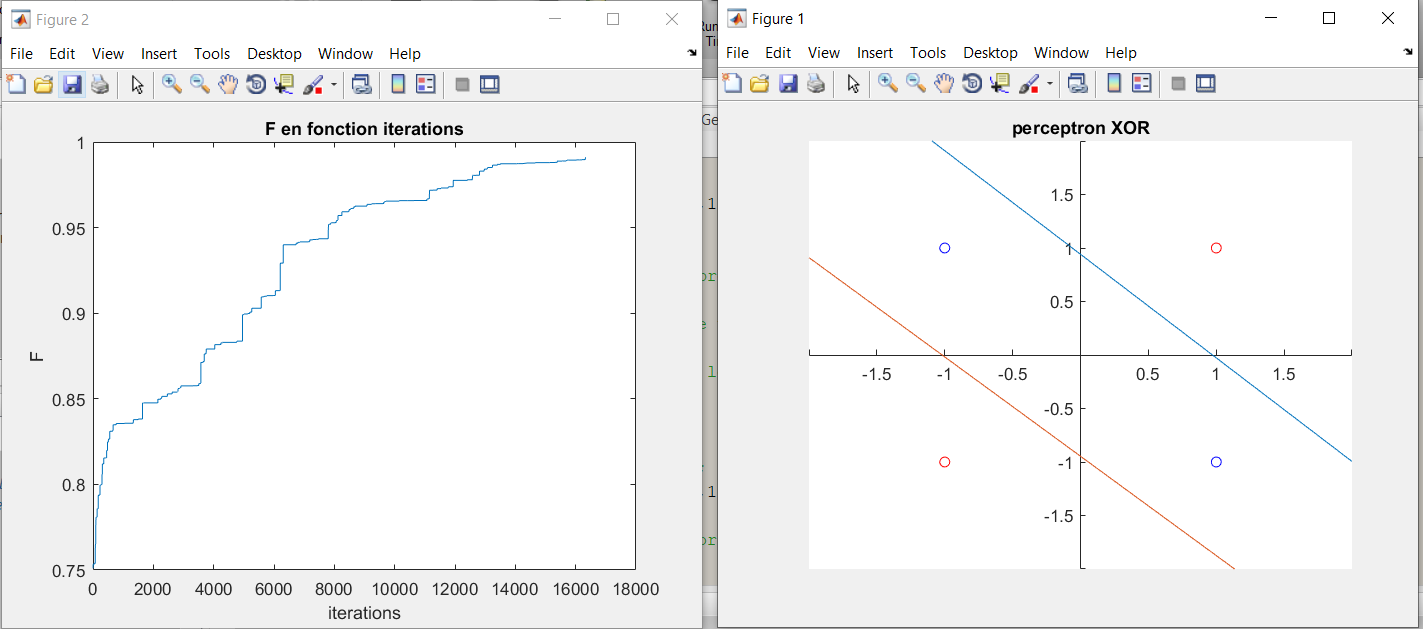 Figure 2
File Edit View Insert Tools Desktop Window Help
F en fonction iterations
1
0.95
0.9
0.85
0.8
0.75
F
0 2000 4000 6000 8000 10000 12000 14000 16000 18000
iterations
Figure 1
File Edit View Insert Tools Desktop Window Help
perceptron XOR
1.5
1
0.5
-1.5 -1 -0.5 0.5 1 1.5
-0.5
-1
-1.5